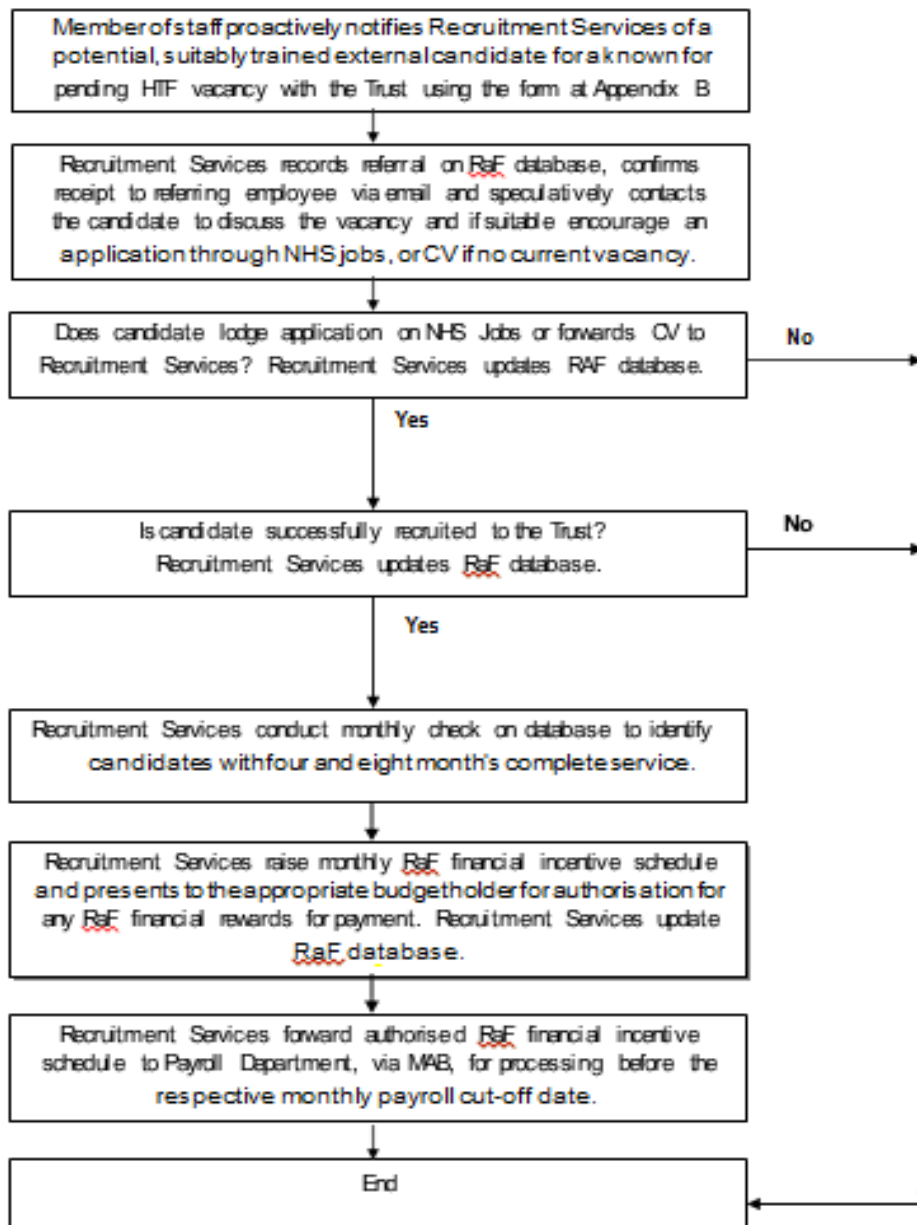 Member of staff proactively notifies Recruitment Services of a
potential, suitably trained external candidate for a known for
pending HTF vacancy with the Trust using the form at Appendix B
Recruitment Services records referral on RaF database, confirms
receipt to referring employee via email and speculatively contacts
the candidate to discuss the vacancy and if suitable encourage an
application through NHS jobs, or CV if no current vacancy.
Does candidate lodge application on NHS Jobs or forwards CV to
Recruitment Services? Recruitment Services updates RAF database.
No
Yes
Is candidate successfully recruited to the Trust?
Recruitment Services updates RaF database.
No
Yes
Recruitment Services conduct monthly check on database to identify
candidates with four and eight month's complete service.
Recruitment Services raise monthly RaF financial incentive schedule
and presents to the appropriate budget holder for authorisation for
any RaF financial rewards for payment. Recruitment Services update
RaF database.
Recruitment Services forward authorised RaF financial incentive
schedule to Payroll Department, via MAB, for processing before the
respective monthly payroll cut-off date.
End